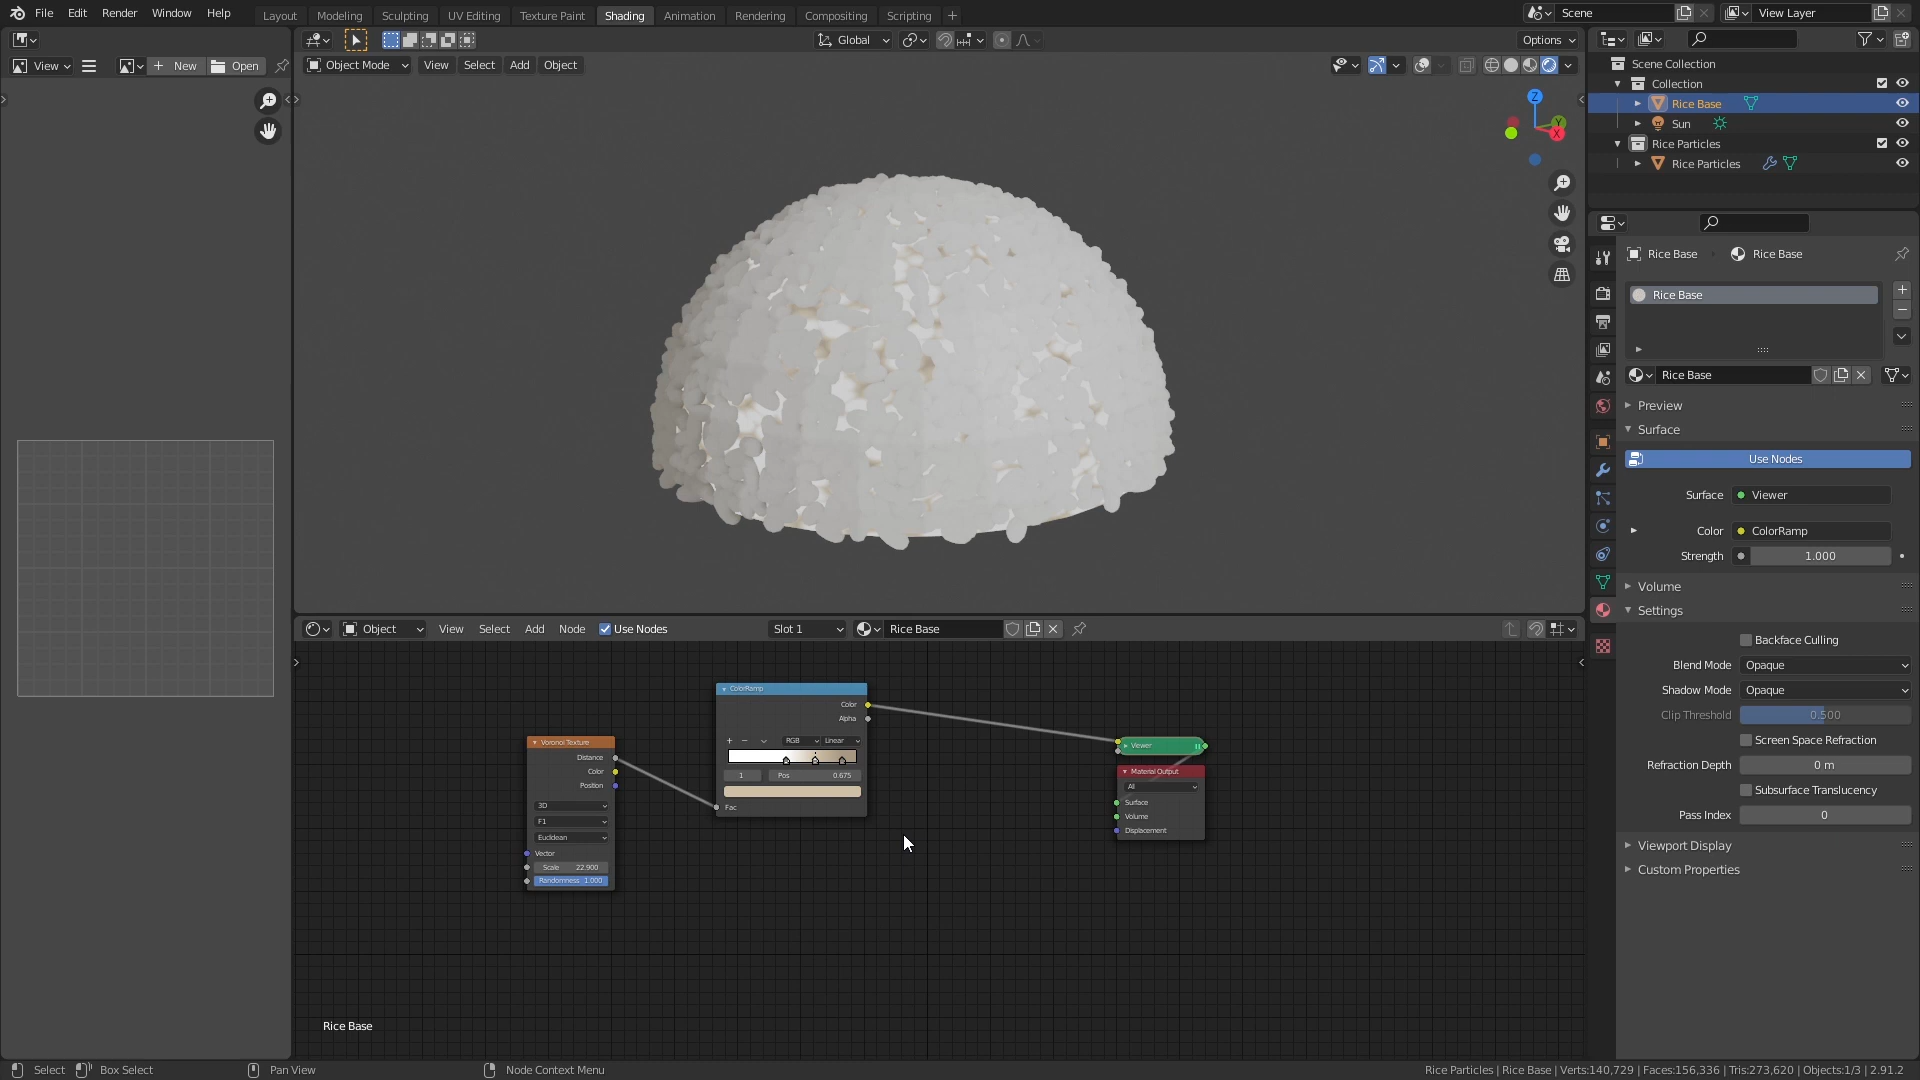 File Edit Render Window Help Layout Modeling Sculpting UV Editing Texture Paint Shading Animation Rendering Compositing Scripting + Scene View Layer
Global Options
View New Open Object Mode View Select Add Object
Z
Y
X
Scene Collection
Collection
Rice Base
Sun
Rice Particles
Rice Particles
Rice Base Rice Base
Rice Base
Rice Base
Preview
Surface
Use Nodes
Surface Viewer
Color ColorRamp
Strength 1.000
Volume
Settings
Backface Culling
Blend Mode Opaque
Shadow Mode Opaque
Clip Threshold 0.500
Screen Space Refraction
Refraction Depth 0 m
Subsurface Translucency
Pass Index 0
Viewport Display
Custom Properties
Object View Select Add Node Use Nodes Slot 1 Rice Base
ColorRamp
Color
Alpha
RGB Linear
1 Pos 0.675
Fac
Voronoi Texture
Distance
Color
Position
3D
F1
Euclidean
Vector
Scale 22.900
Randomness 1.000
Viewer
Material Output
All
Surface
Volume
Displacement
Rice Base
Select Box Select Pan View Node Context Menu Rice Particles | Rice Base | Verts:140,729 | Faces:156,336 | Tris:273,620 | Objects:1/3 | 2.91.2